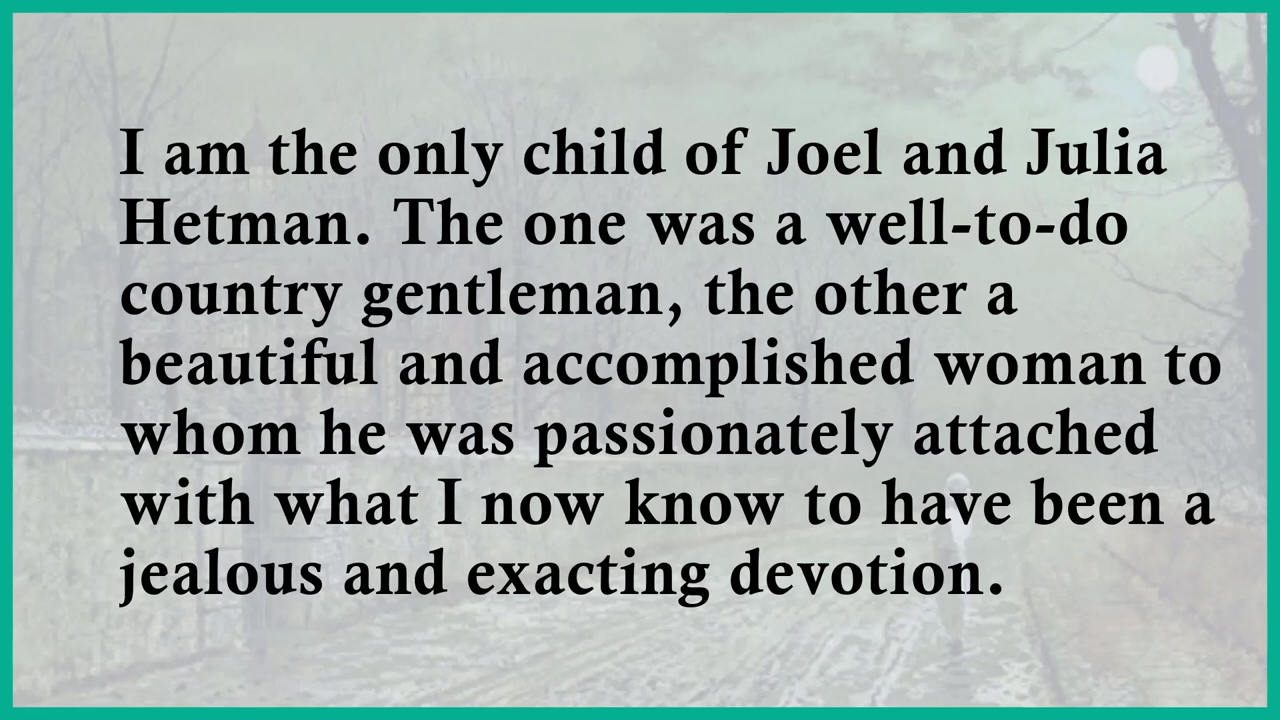 I am the only child of Joel and Julia
Hetman. The one was a well-to-do
country gentleman, the other a
beautiful and accomplished woman to
whom he was passionately attached
with what I now know to have been a
jealous and exacting devotion.